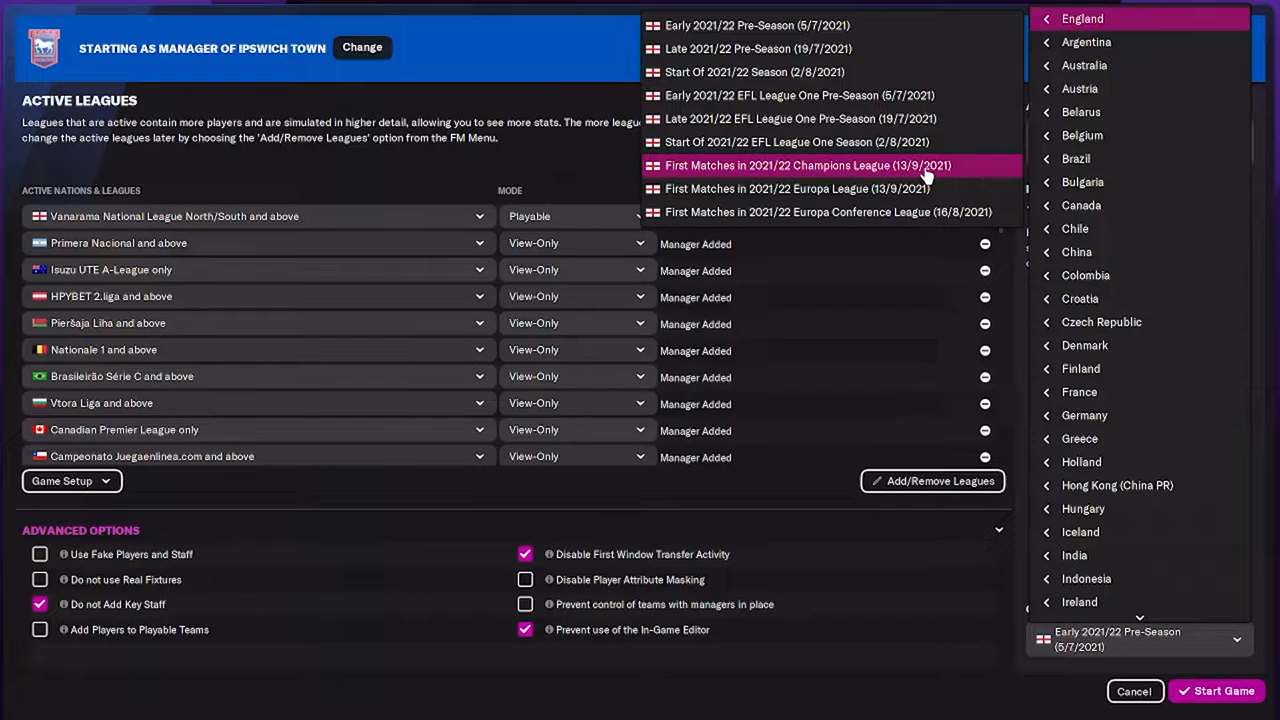 STARTING AS MANAGER OF IPSWICH TOWN
Change
ACTIVE LEAGUES
Leagues that are active contain more players and are simulated in higher detail, allowing you to see more stats. The more leagu
change the active leagues later by choosing the 'Add/Remove Leagues' option from the FM Menu.
ACTIVE NATIONS & LEAGUES
MODE
Vanarama National League North/South and above
Playable
Primera Nacional and above
View-Only
Manager Added
Isuzu UTE A-League only
View-Only
Manager Added
HPYBET 2.liga and above
View-Only
Manager Added
Pieršaja Liha and above
View-Only
Manager Added
Nationale 1 and above
View-Only
Manager Added
Brasileirão Série C and above
View-Only
Manager Added
Vtora Liga and above
View-Only
Manager Added
Canadian Premier League only
View-Only
Manager Added
Campeonato Juegaenlinea.com and above
View-Only
Manager Added
Game Setup
Add/Remove Leagues
ADVANCED OPTIONS
Use Fake Players and Staff
Do not use Real Fixtures
Do not Add Key Staff
Add Players to Playable Teams
Disable First Window Transfer Activity
Disable Player Attribute Masking
Prevent control of teams with managers in place
Prevent use of the In-Game Editor
Early 2021/22 Pre-Season (5/7/2021)
Late 2021/22 Pre-Season (19/7/2021)
Start Of 2021/22 Season (2/8/2021)
Early 2021/22 EFL League One Pre-Season (5/7/2021)
Late 2021/22 EFL League One Pre-Season (19/7/2021)
Start Of 2021/22 EFL League One Season (2/8/2021)
First Matches in 2021/22 Champions League (13/9/2021)
First Matches in 2021/22 Europa League (13/9/2021)
First Matches in 2021/22 Europa Conference League (16/8/2021)
England
Argentina
Australia
Austria
Belarus
Belgium
Brazil
Bulgaria
Canada
Chile
China
Colombia
Croatia
Czech Republic
Denmark
Finland
France
Germany
Greece
Holland
Hong Kong (China PR)
Hungary
Iceland
India
Indonesia
Ireland
Early 2021/22 Pre-Season
(5/7/2021)
Cancel
Start Game